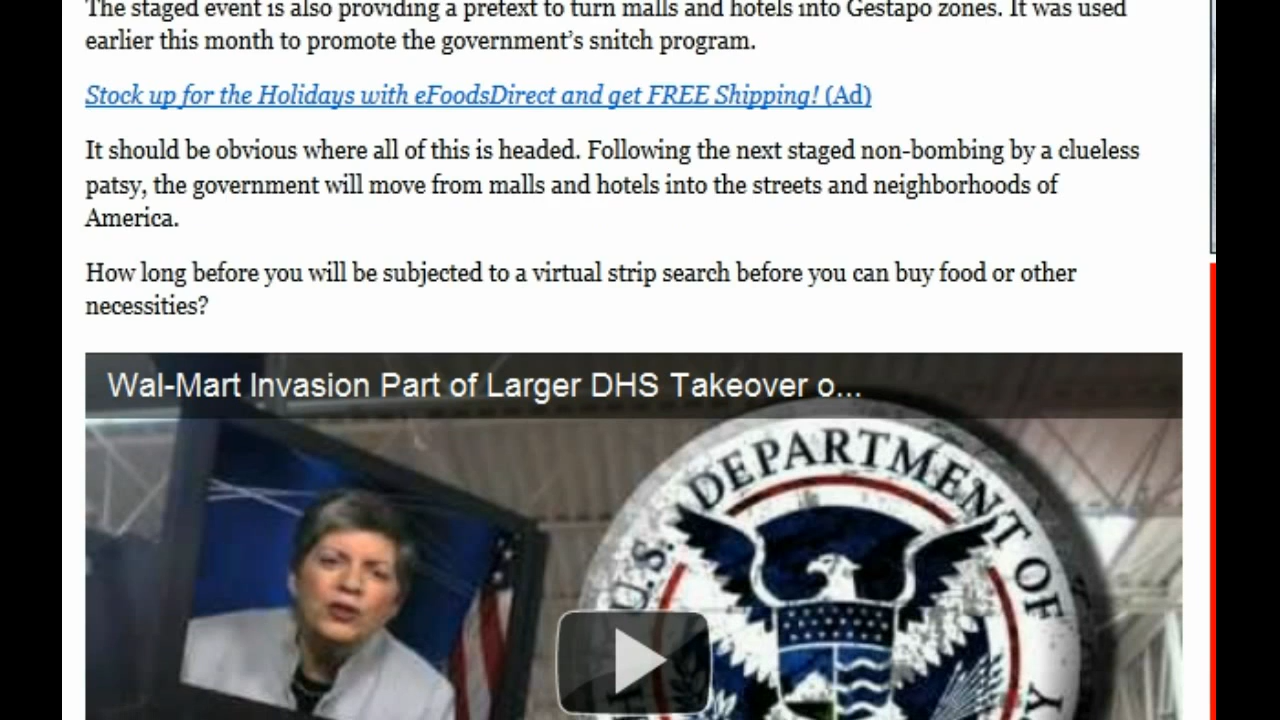 The staged event is also providing a pretext to turn malls and hotels into Gestapo zones. It was used
earlier this month to promote the government’s snitch program.
Stock up for the Holidays with eFoodsDirect and get FREE Shipping! (Ad)
It should be obvious where all of this is headed. Following the next staged non-bombing by a clueless
patsy, the government will move from malls and hotels into the streets and neighborhoods of
America.
How long before you will be subjected to a virtual strip search before you can buy food or other
necessities?
Wal-Mart Invasion Part of Larger DHS Takeover o...
U.S. DEPARTMENT OF